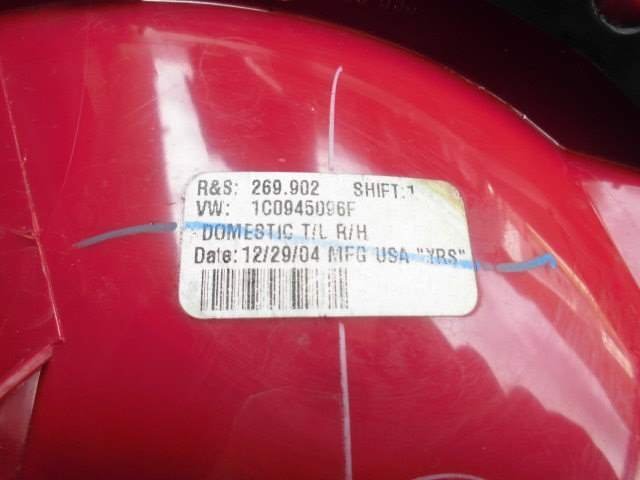 R&S: 269.902 SHIFT:1
VW: 1C0945096F
DOMESTIC T/L R/H
Date: 12/29/04 MFG USA "YRS"